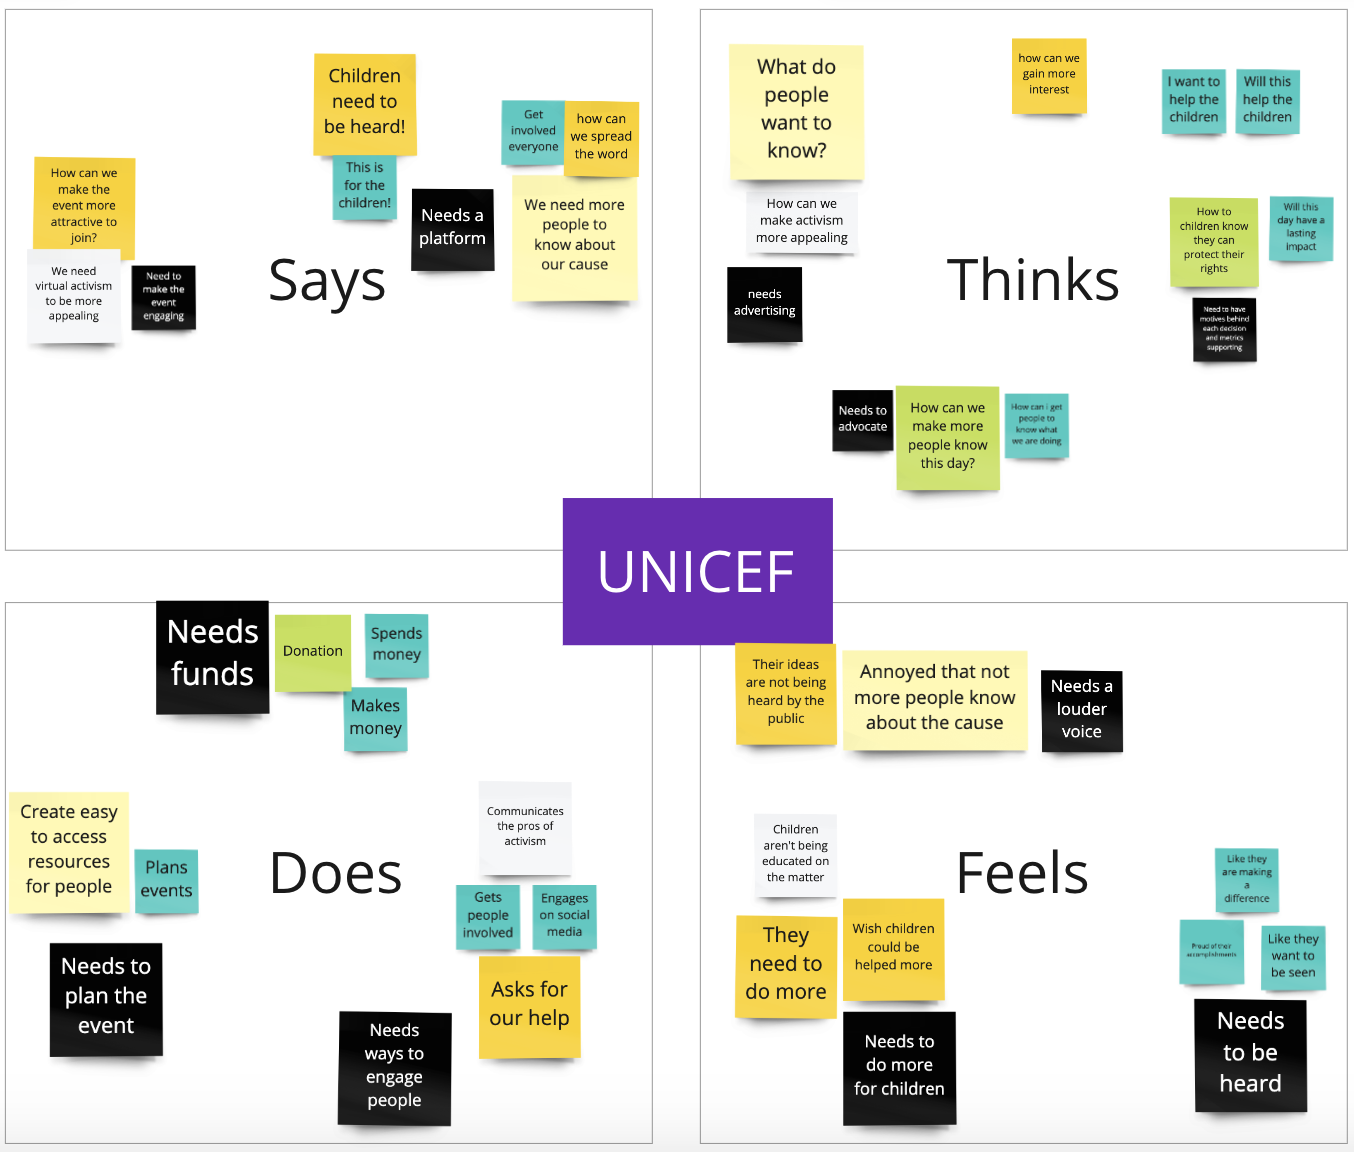 Children
need to
be heard!
This is
for the
children!
Get
involved
everyone
how can
we spread
the word
We need more
people to
know about
our cause
Needs a
platform
How can we
make the
event more
attractive to
join?
We need
virtual activism
to be more
appealing
Need to
make the
event
engaging
Says
What do
people
want to
know?
How can we
make activism
more appealing
needs
advertising
how can we
gain more
interest
I want to
help the
children
Will this
help the
children
How to
children know
they can
protect their
rights
Will this
day have a
lasting
impact
Need to have
motives behind
each decision
and metrics
supporting
Thinks
Needs to
advocate
How can we
make more
people know
this day?
How can i get
people to
know what
we are doing
UNICEF
Needs
funds
Donation
Spends
money
Makes
money
Create easy
to access
resources
for people
Plans
events
Needs to
plan the
event
Does
Communicates
the pros of
activism
Gets
people
involved
Engages
on social
media
Asks for
our help
Needs
ways to
engage
people
Their ideas
are not being
heard by the
public
Annoyed that not
more people know
about the cause
Needs a
louder
voice
Children
aren't being
educated on
the matter
They
need to
do more
Wish children
could be
helped more
Needs to
do more
for children
Feels
Like they
are making
a
difference
Proud of their
accomplishments
Like they
want to
be seen
Needs
to be
heard